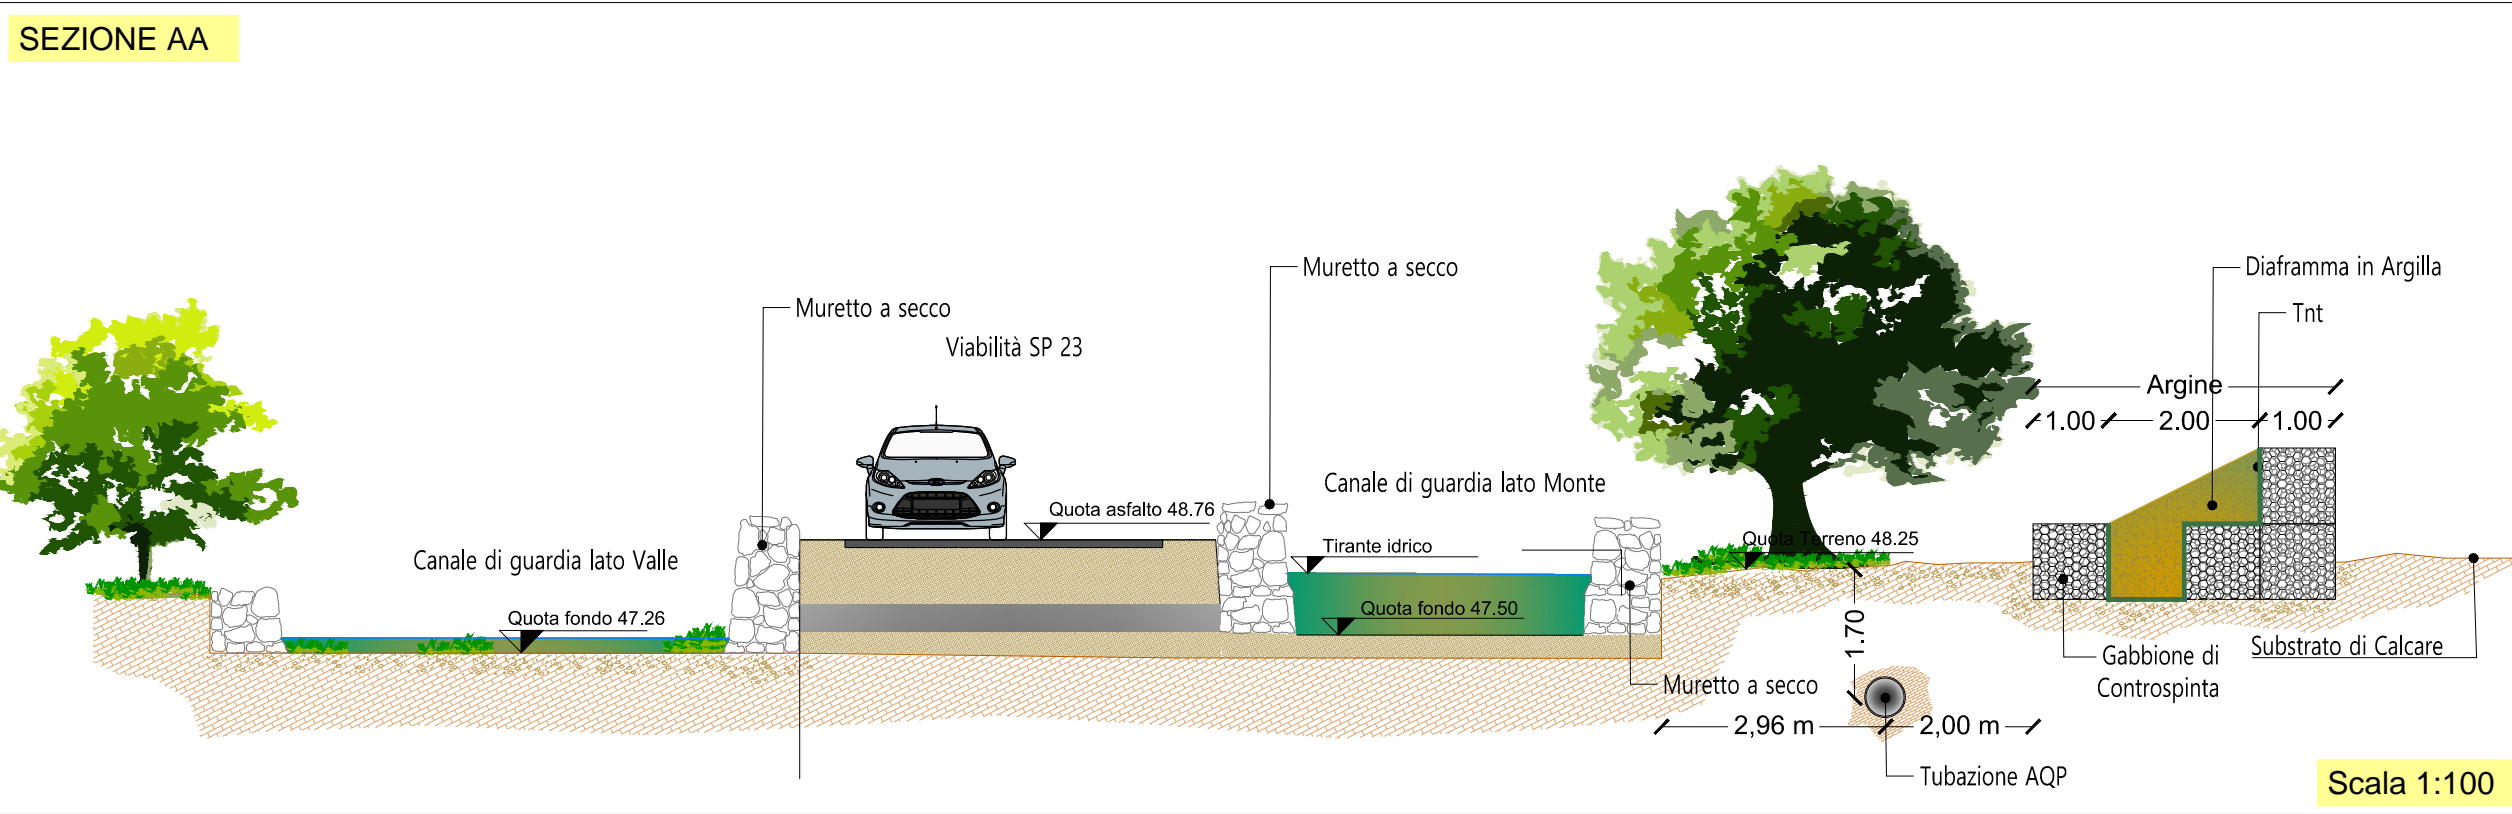 SEZIONE AA
Muretto a secco
Diaframma in Argilla
Muretto a secco
Tnt
Viabilità SP 23
Argine
1.00
2.00
1.00
Canale di guardia lato Monte
Quota asfalto 48.76
Quota Terreno 48.25
Tirante idrico
Canale di guardia lato Valle
Quota fondo 47.50
Quota fondo 47.26
1.70
Substrato di Calcare
Gabbione di
Controspinta
Muretto a secco
2,96 m
2,00 m
Tubazione AQP
Scala 1:100